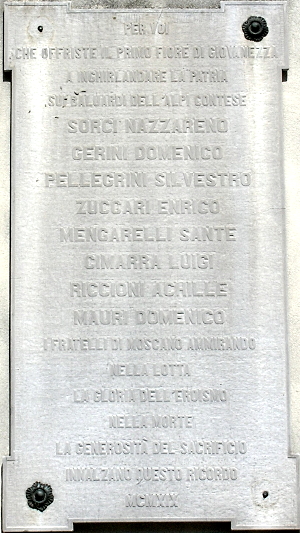 PER VOI
CHE OFFRISTE IL PRIMO FIORE DI GIOVANEZZA
A INGHIRLANDARE LA PATRIA
SUI BALUARDI DELL'ALPI CONTESE
SORCI NAZZARENO
GERINI DOMENICO
PELLEGRINI SILVESTRO
ZUCCARI ENRICO
MENGARELLI SANTE
CIMARRA LUIGI
RICCIONI ACHILLE
MAURI DOMENICO
I FRATELLI DI MOSCANO AMMIRANDO
NELLA LOTTA
LA GLORIA DELL'EROISMO
NELLA MORTE
LA GENEROSITÀ DEL SACRIFICIO
INNALZANO QUESTO RICORDO
MCMXIX